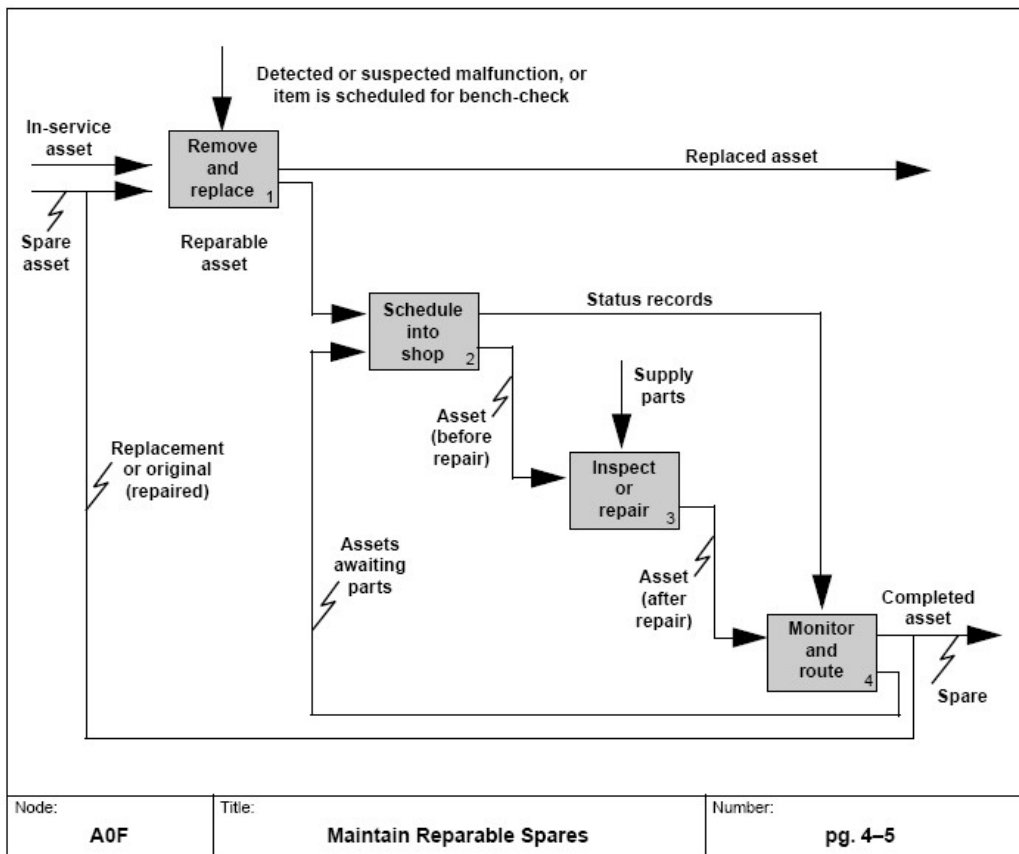 Detected or suspected malfunction, or
item is scheduled for bench-check
In-service
asset
Remove
and
replace
1
Replaced asset
Spare
asset
Reparable
asset
Schedule
into
shop
2
Status records
Supply
parts
Asset
(before
repair)
Replacement
or original
(repaired)
Inspect
or
repair
3
Assets
awaiting
parts
Asset
(after
repair)
Monitor
and
route
4
Completed
asset
Spare
Node:
A0F
Title:
Maintain Reparable Spares
Number:
pg. 4–5